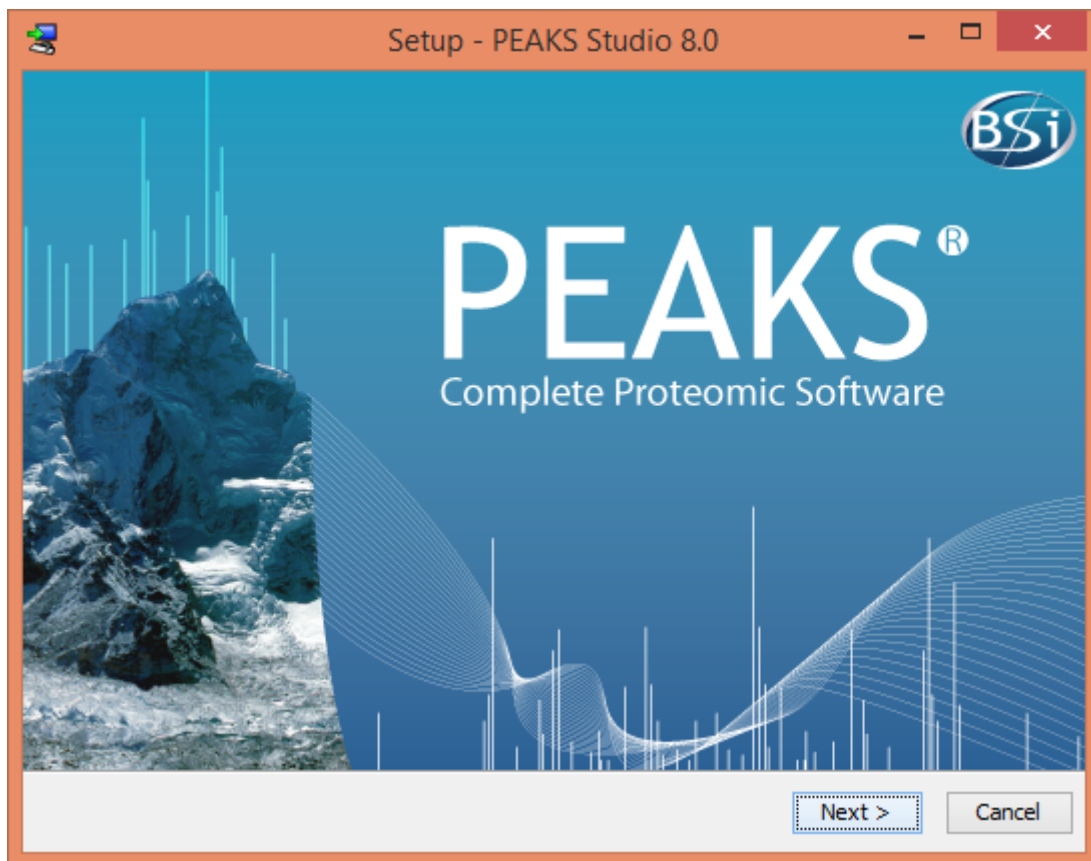 Setup - PEAKS Studio 8.0
BSi
PEAKS®
Complete Proteomic Software
Next >
Cancel